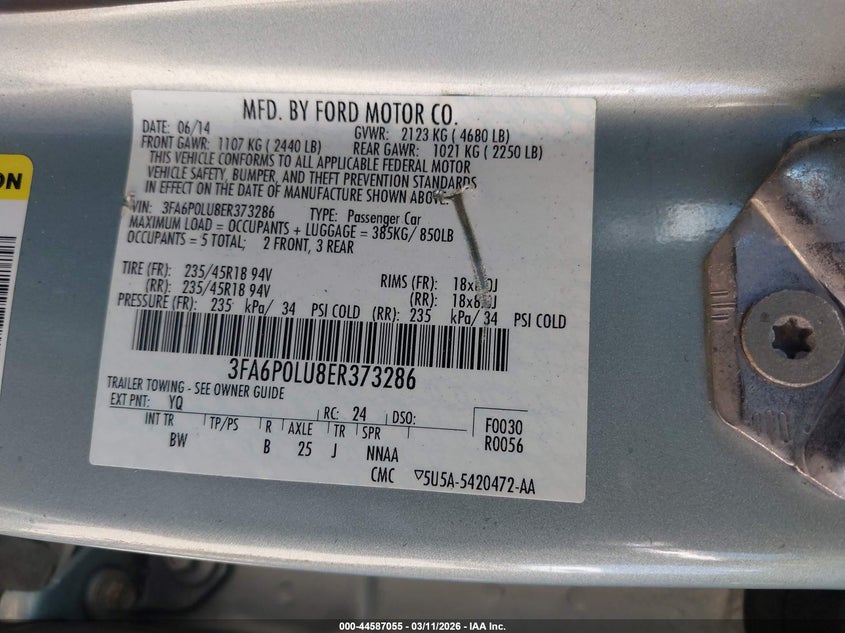 ON
MFD. BY FORD MOTOR CO.
DATE: 06/14 GVWR: 2123 KG ( 4680 LB)
FRONT GAWR: 1107 KG ( 2440 LB) REAR GAWR: 1021 KG ( 2250 LB)
THIS VEHICLE CONFORMS TO ALL APPLICABLE FEDERAL MOTOR
VEHICLE SAFETY, BUMPER, AND THEFT PREVENTION STANDARDS
IN EFFECT ON THE DATE OF MANUFACTURE SHOWN ABOVE
VIN: 3FA6P0LU8ER373286 TYPE: Passenger Car
MAXIMUM LOAD = OCCUPANTS + LUGGAGE = 385KG/ 850LB
OCCUPANTS = 5 TOTAL; 2 FRONT, 3 REAR
TIRE (FR): 235/45R18 94V RIMS (FR):
(RR): 235/45R18 94V (RR):
PRESSURE (FR): 235 kPa/ 34 PSI COLD (RR): 235 kPa/ 34 PSI COLD
3FA6P0LU8ER373286
TRAILER TOWING - SEE OWNER GUIDE
EXT PNT: YQ RC: 24 DSO: F0030
R0056
INT TR TP/PS R AXLE TR SPR
BW B 25 J NNAA
CMC ▽5U5A-5420472-AA
000-44587055 - 03/11/2026 - IAA Inc.